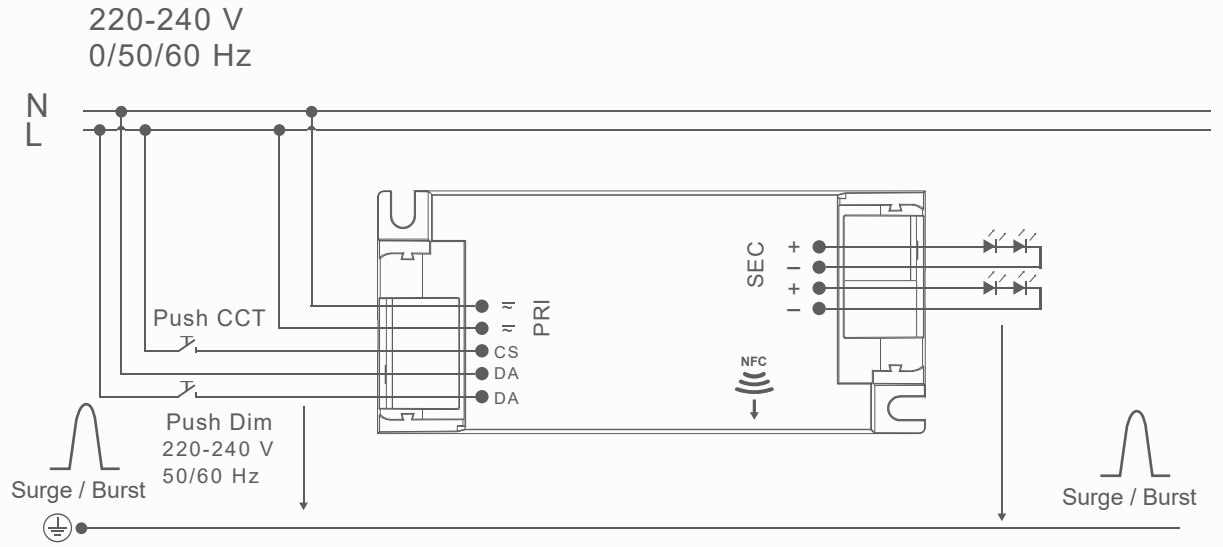 220-240 V
0/50/60 Hz
N
L
Push CCT
Push Dim
220-240 V
50/60 Hz
Surge / Burst
≂
≂
PRI
CS
DA
DA
SEC
+
−
+
−
NFC
Surge / Burst